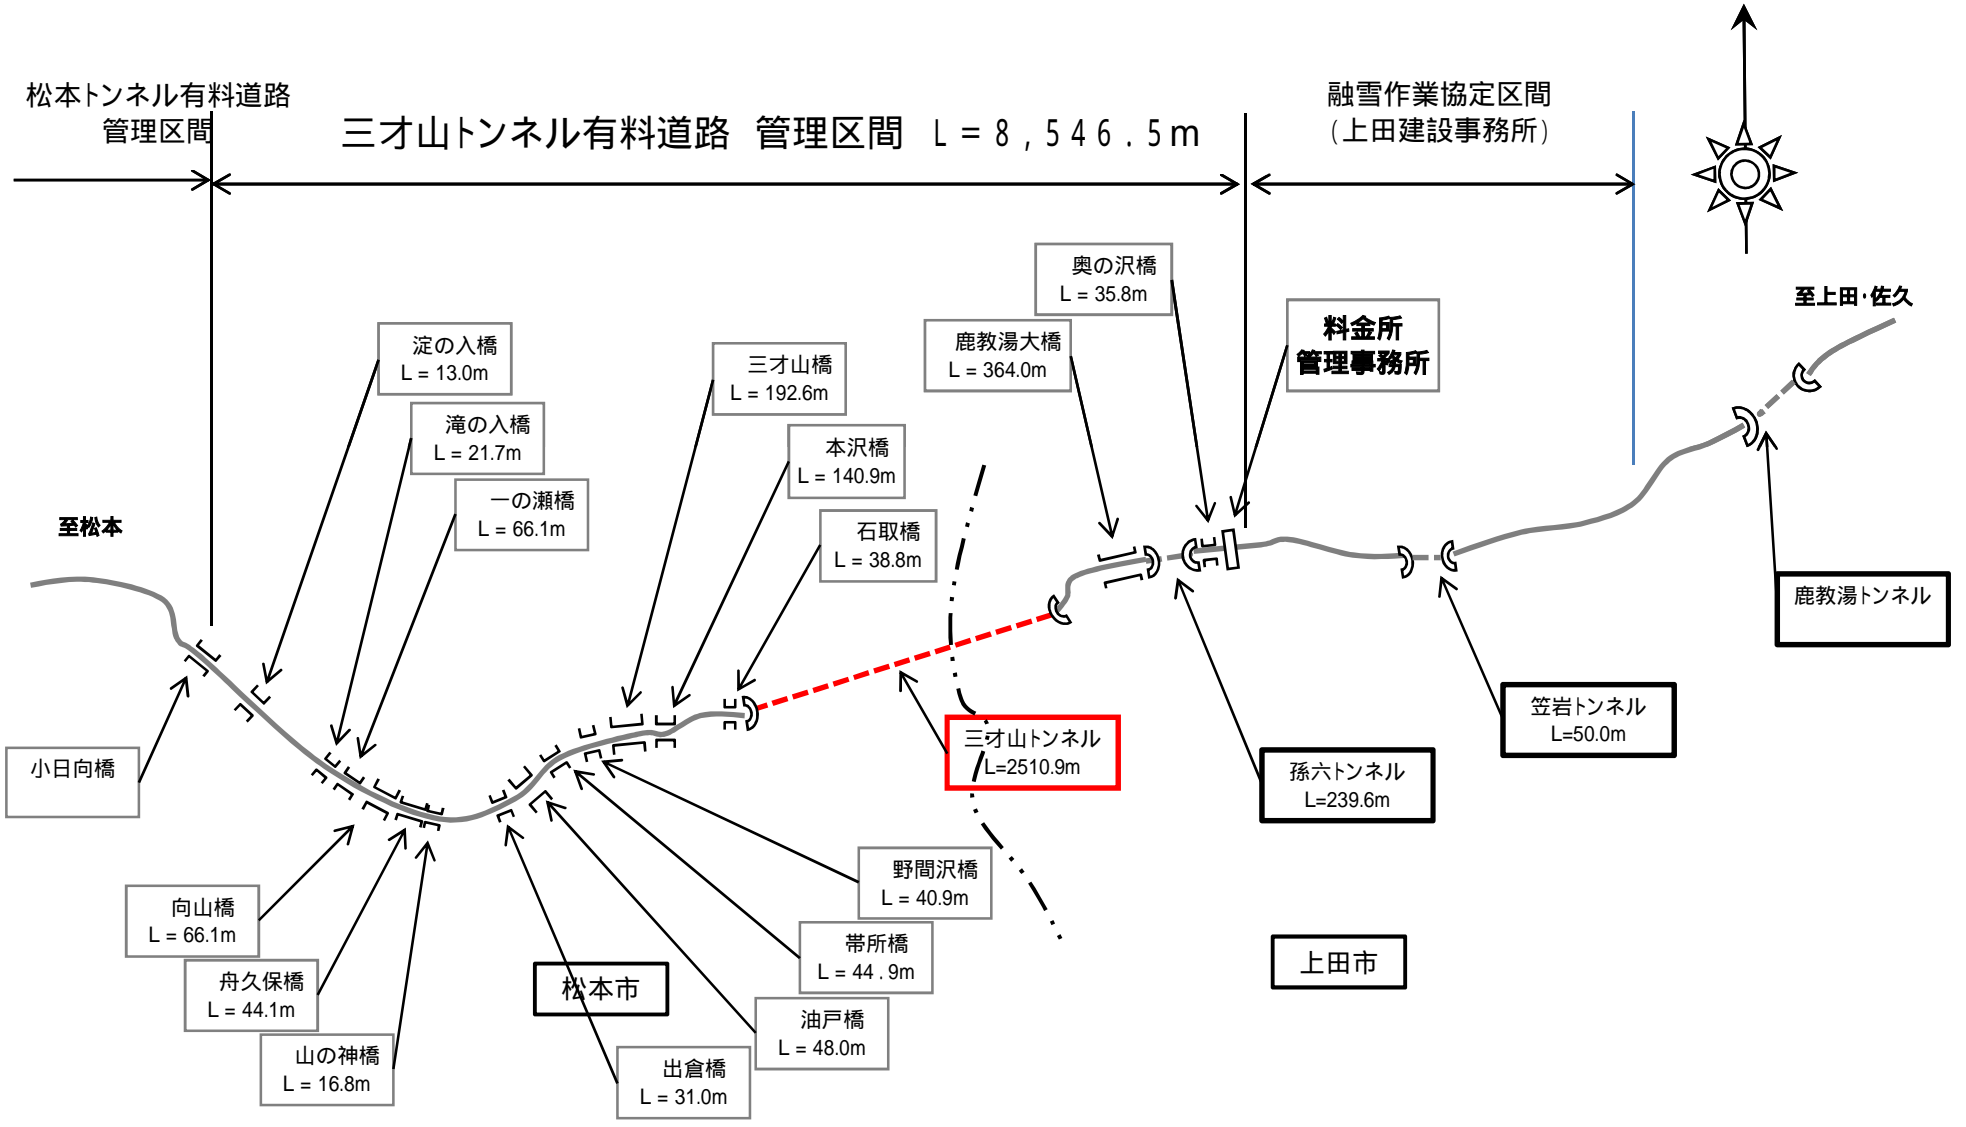 松本トンネル有料道路
管理区間
三才山トンネル有料道路 管理区間 L=8,546.5m
融雪作業協定区間
(上田建設事務所)
奥の沢橋
L = 35.8m
至上田・佐久
料金所
管理事務所
鹿教湯大橋
L = 364.0m
淀の入橋
L = 13.0m
三才山橋
L = 192.6m
滝の入橋
L = 21.7m
本沢橋
L = 140.9m
一の瀬橋
L = 66.1m
石取橋
L = 38.8m
至松本
鹿教湯トンネル
笠岩トンネル
L=50.0m
三才山トンネル
L=2510.9m
孫六トンネル
L=239.6m
小日向橋
野間沢橋
L = 40.9m
向山橋
L = 66.1m
帯所橋
L = 44.9m
上田市
舟久保橋
L = 44.1m
松本市
油戸橋
L = 48.0m
山の神橋
L = 16.8m
出倉橋
L = 31.0m